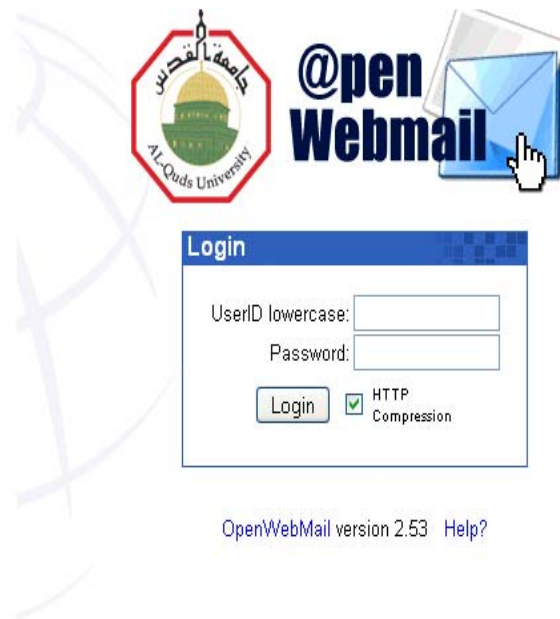 جامعة القدس
AL-Quds University
@pen
Webmail
Login
UserID lowercase:
Password:
Login
HTTP
Compression
OpenWebMail version 2.53 Help?